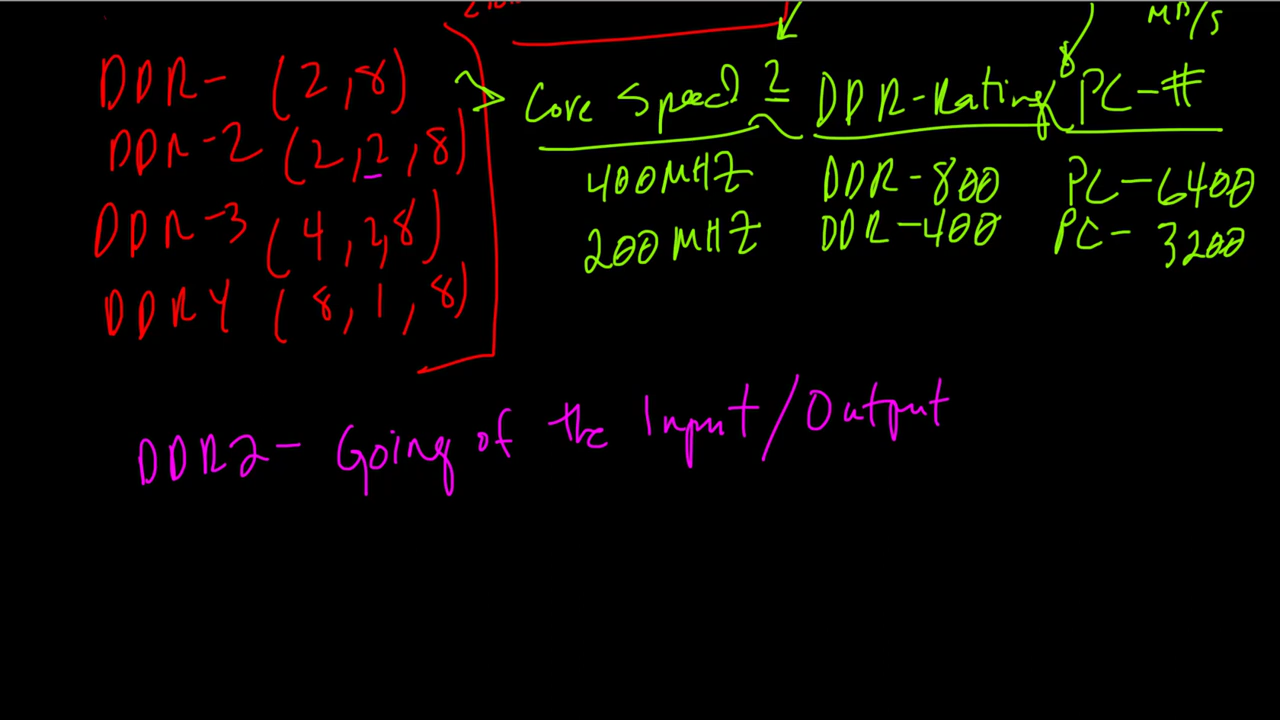 MB/S
DDR- (2,8)
DDR-2 (2,2,8)
DDR-3 (4,2,8)
DDR4 (8,1,8)
Core Speed 2 DDR-Rating 8 PC-#
400MHZ DDR-800 PC-6400
200MHZ DDR-400 PC-3200
DDR2- Going of the Input/Output